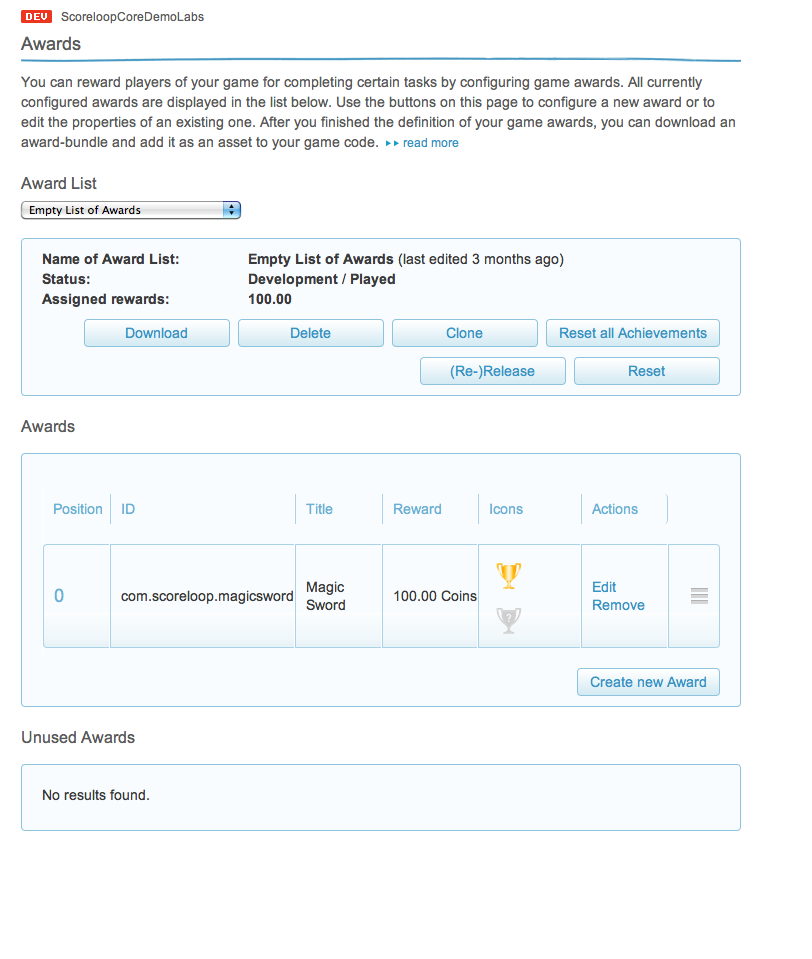 DEV ScoreloopCoreDemoLabs
Awards
You can reward players of your game for completing certain tasks by configuring game awards. All currently
configured awards are displayed in the list below. Use the buttons on this page to configure a new award or to
edit the properties of an existing one. After you finished the definition of your game awards, you can download an
award-bundle and add it as an asset to your game code. read more
Award List
Empty List of Awards
Name of Award List: Empty List of Awards (last edited 3 months ago)
Status: Development / Played
Assigned rewards: 100.00
Download Delete Clone Reset all Achievements
(Re-)Release Reset
Awards
Position ID Title Reward Icons Actions
0 com.scoreloop.magicsword Magic Sword 100.00 Coins ? Edit Remove
Create new Award
Unused Awards
No results found.